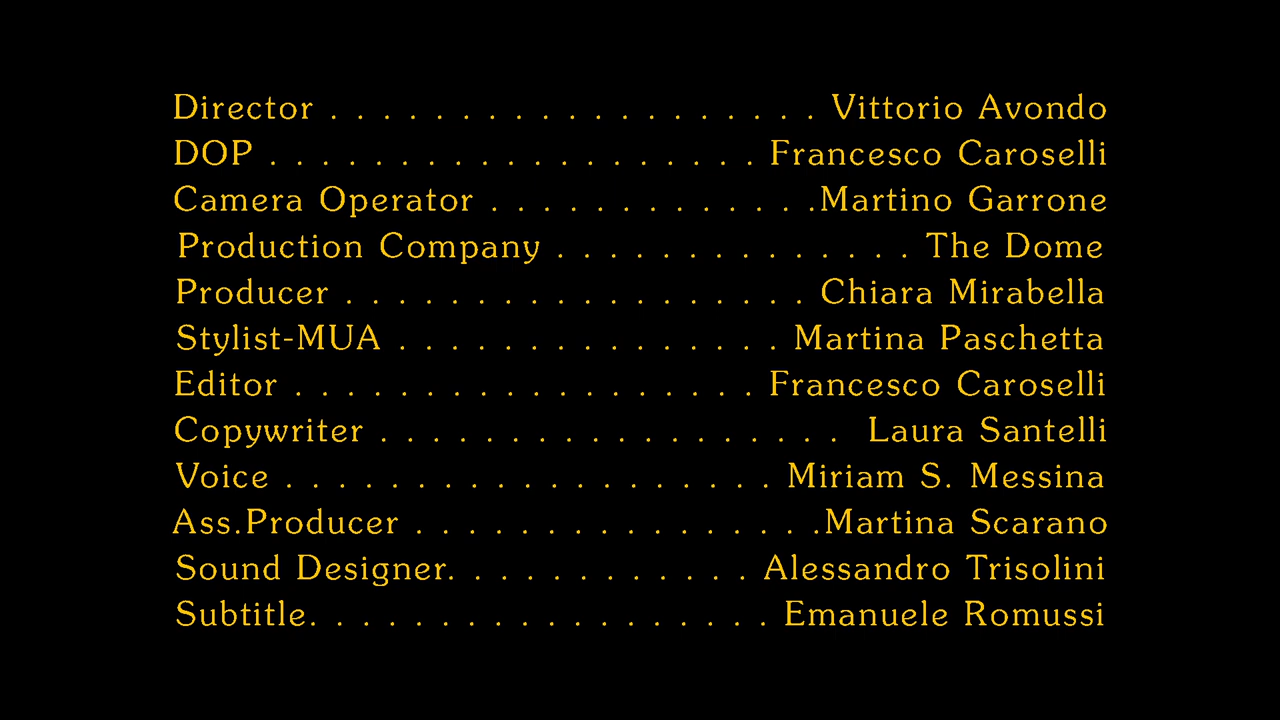 Director . . . . . . . . . . . . . . . . . . . Vittorio Avondo
DOP . . . . . . . . . . . . . . . . . . . Francesco Caroselli
Camera Operator . . . . . . . . . . . . .Martino Garrone
Production Company . . . . . . . . . . . . . . The Dome
Producer . . . . . . . . . . . . . . . . . . Chiara Mirabella
Stylist-MUA . . . . . . . . . . . . . . . Martina Paschetta
Editor . . . . . . . . . . . . . . . . . . Francesco Caroselli
Copywriter . . . . . . . . . . . . . . . . . . Laura Santelli
Voice . . . . . . . . . . . . . . . . . . . Miriam S. Messina
Ass.Producer . . . . . . . . . . . . . . . .Martina Scarano
Sound Designer. . . . . . . . . . . . Alessandro Trisolini
Subtitle. . . . . . . . . . . . . . . . . . Emanuele Romussi